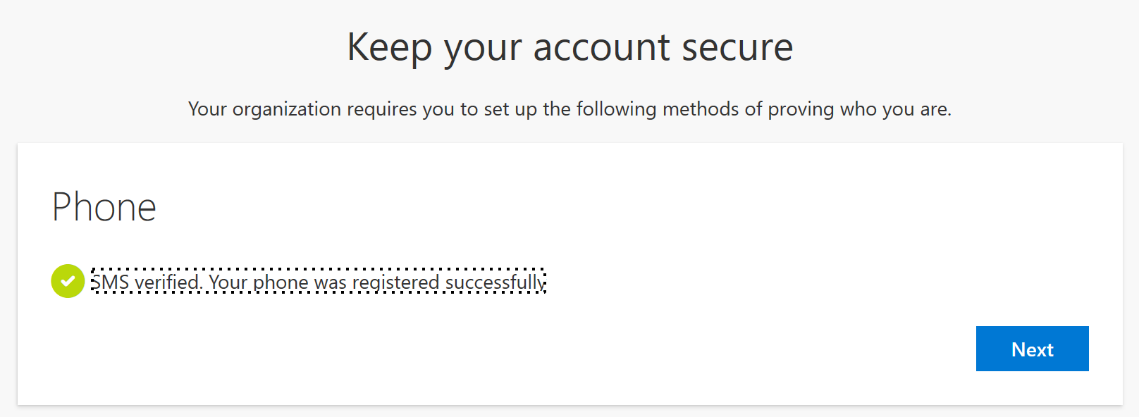 Keep your account secure
Your organization requires you to set up the following methods of proving who you are.
Phone
SMS verified. Your phone was registered successfully
Next